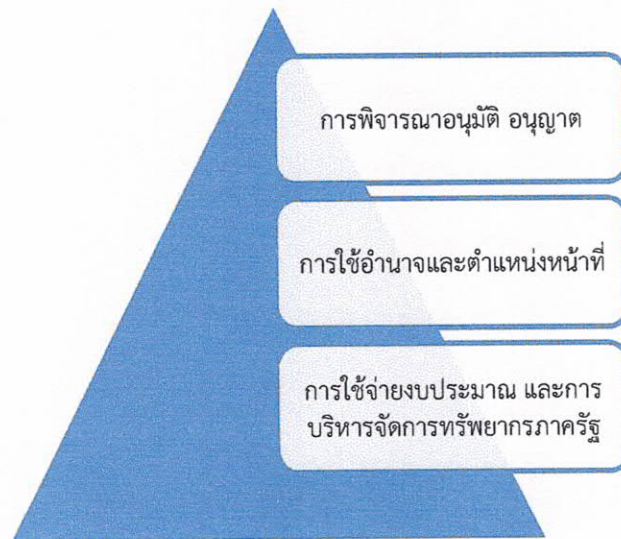 การพิจารณาอนุมัติ อนุญาต
การใช้อำนาจและตำแหน่งหน้าที่
การใช้จ่ายงบประมาณ และการ
บริหารจัดการทรัพยากรภาครัฐ